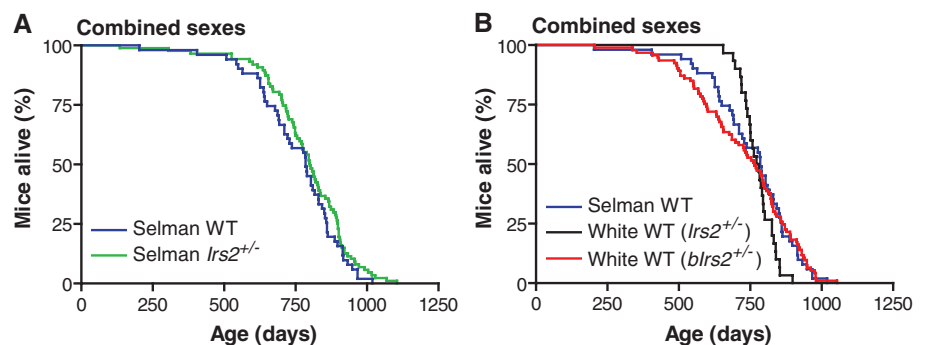 A
Combined sexes
Mice alive (%)
100
75
50
25
0
Selman WT
Selman Irs2+/-
0 250 500 750 1000 1250
Age (days)
B
Combined sexes
Mice alive (%)
100
75
50
25
0
Selman WT
White WT (Irs2+/-)
White WT (bIrs2+/-)
0 250 500 750 1000 1250
Age (days)